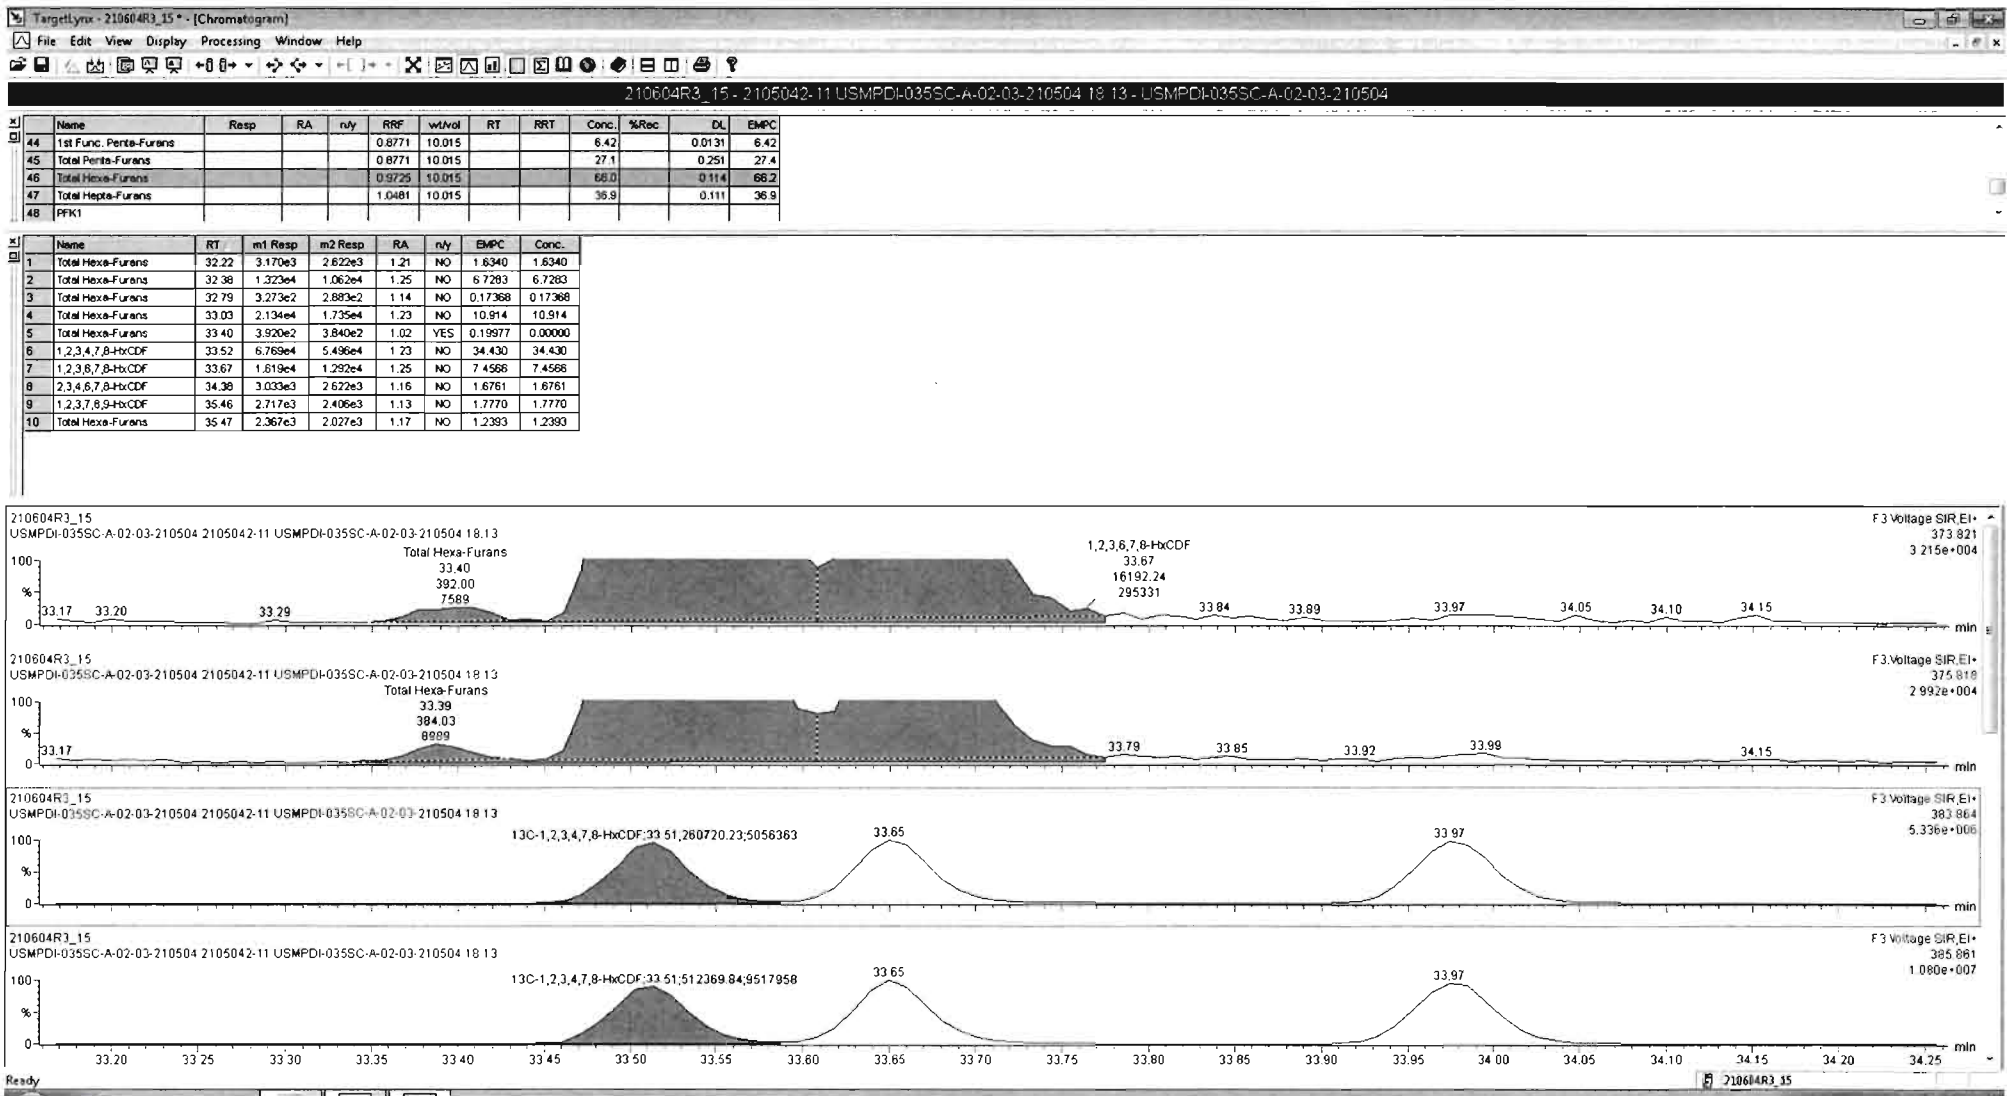 TargetLynx - 210604R3_15 * - [Chromatogram]
File Edit View Display Processing Window Help
210604R3_15 - 2105042-11 USMPDI-035SC-A-02-03-210504 18.13 - USMPDI-035SC-A-02-03-210504
Name Resp RA n/y RRF wt/vol RT RRT Conc. %Rec DL EMPC
44 1st Func. Penta-Furans 0.8771 10.015 6.42 0.0131 6.42
45 Total Penta-Furans 0.8771 10.015 27.1 0.251 27.4
46 Total Hexa-Furans 0.9725 10.015 68.0 0.114 68.2
47 Total Hepta-Furans 1.0481 10.015 36.9 0.111 36.9
48 PFK1
Name RT m1 Resp m2 Resp RA n/y EMPC Conc.
1 Total Hexa-Furans 32.22 3.170e3 2.622e3 1.21 NO 1.6340 1.6340
2 Total Hexa-Furans 32.38 1.323e4 1.062e4 1.25 NO 6.7283 6.7283
3 Total Hexa-Furans 32.79 3.273e2 2.883e2 1.14 NO 0.17368 0.17368
4 Total Hexa-Furans 33.03 2.134e4 1.735e4 1.23 NO 10.914 10.914
5 Total Hexa-Furans 33.40 3.920e2 3.840e2 1.02 YES 0.19977 0.00000
6 1,2,3,4,7,8-HxCDF 33.52 6.769e4 5.496e4 1.23 NO 34.430 34.430
7 1,2,3,6,7,8-HxCDF 33.67 1.619e4 1.292e4 1.25 NO 7.4566 7.4566
8 2,3,4,6,7,8-HxCDF 34.38 3.033e3 2.622e3 1.16 NO 1.6761 1.6761
9 1,2,3,7,8,9-HxCDF 35.46 2.717e3 2.406e3 1.13 NO 1.7770 1.7770
10 Total Hexa-Furans 35.47 2.367e3 2.027e3 1.17 NO 1.2393 1.2393
210604R3_15 F3:Voltage SIR,EI+
USMPDI-035SC-A-02-03-210504 2105042-11 USMPDI-035SC-A-02-03-210504 18.13 373.821
3.215e+004
Total Hexa-Furans 1,2,3,6,7,8-HxCDF
33.40 33.67
392.00 16192.24
7589 295331
100
%
0
33.17 33.20 33.29 33.84 33.89 33.97 34.05 34.10 34.15
min
210604R3_15 F3:Voltage SIR,EI+
USMPDI-035SC-A-02-03-210504 2105042-11 USMPDI-035SC-A-02-03-210504 18.13 375.818
2.992e+004
Total Hexa-Furans
33.39
384.03
8989
100
%
0
33.17 33.79 33.85 33.92 33.99 34.15
min
210604R3_15 F3:Voltage SIR,EI+
USMPDI-035SC-A-02-03-210504 2105042-11 USMPDI-035SC-A-02-03-210504 18.13 383.864
5.336e+006
13C-1,2,3,4,7,8-HxCDF;33.51;260720.23;5056363 33.65 33.97
100
%
0
min
210604R3_15 F3:Voltage SIR,EI+
USMPDI-035SC-A-02-03-210504 2105042-11 USMPDI-035SC-A-02-03-210504 18.13 385.861
1.080e+007
13C-1,2,3,4,7,8-HxCDF;33.51;512369.84;9517958 33.65 33.97
100
%
0
33.20 33.25 33.30 33.35 33.40 33.45 33.50 33.55 33.60 33.65 33.70 33.75 33.80 33.85 33.90 33.95 34.00 34.05 34.10 34.15 34.20 34.25
min
Ready 210604R3_15